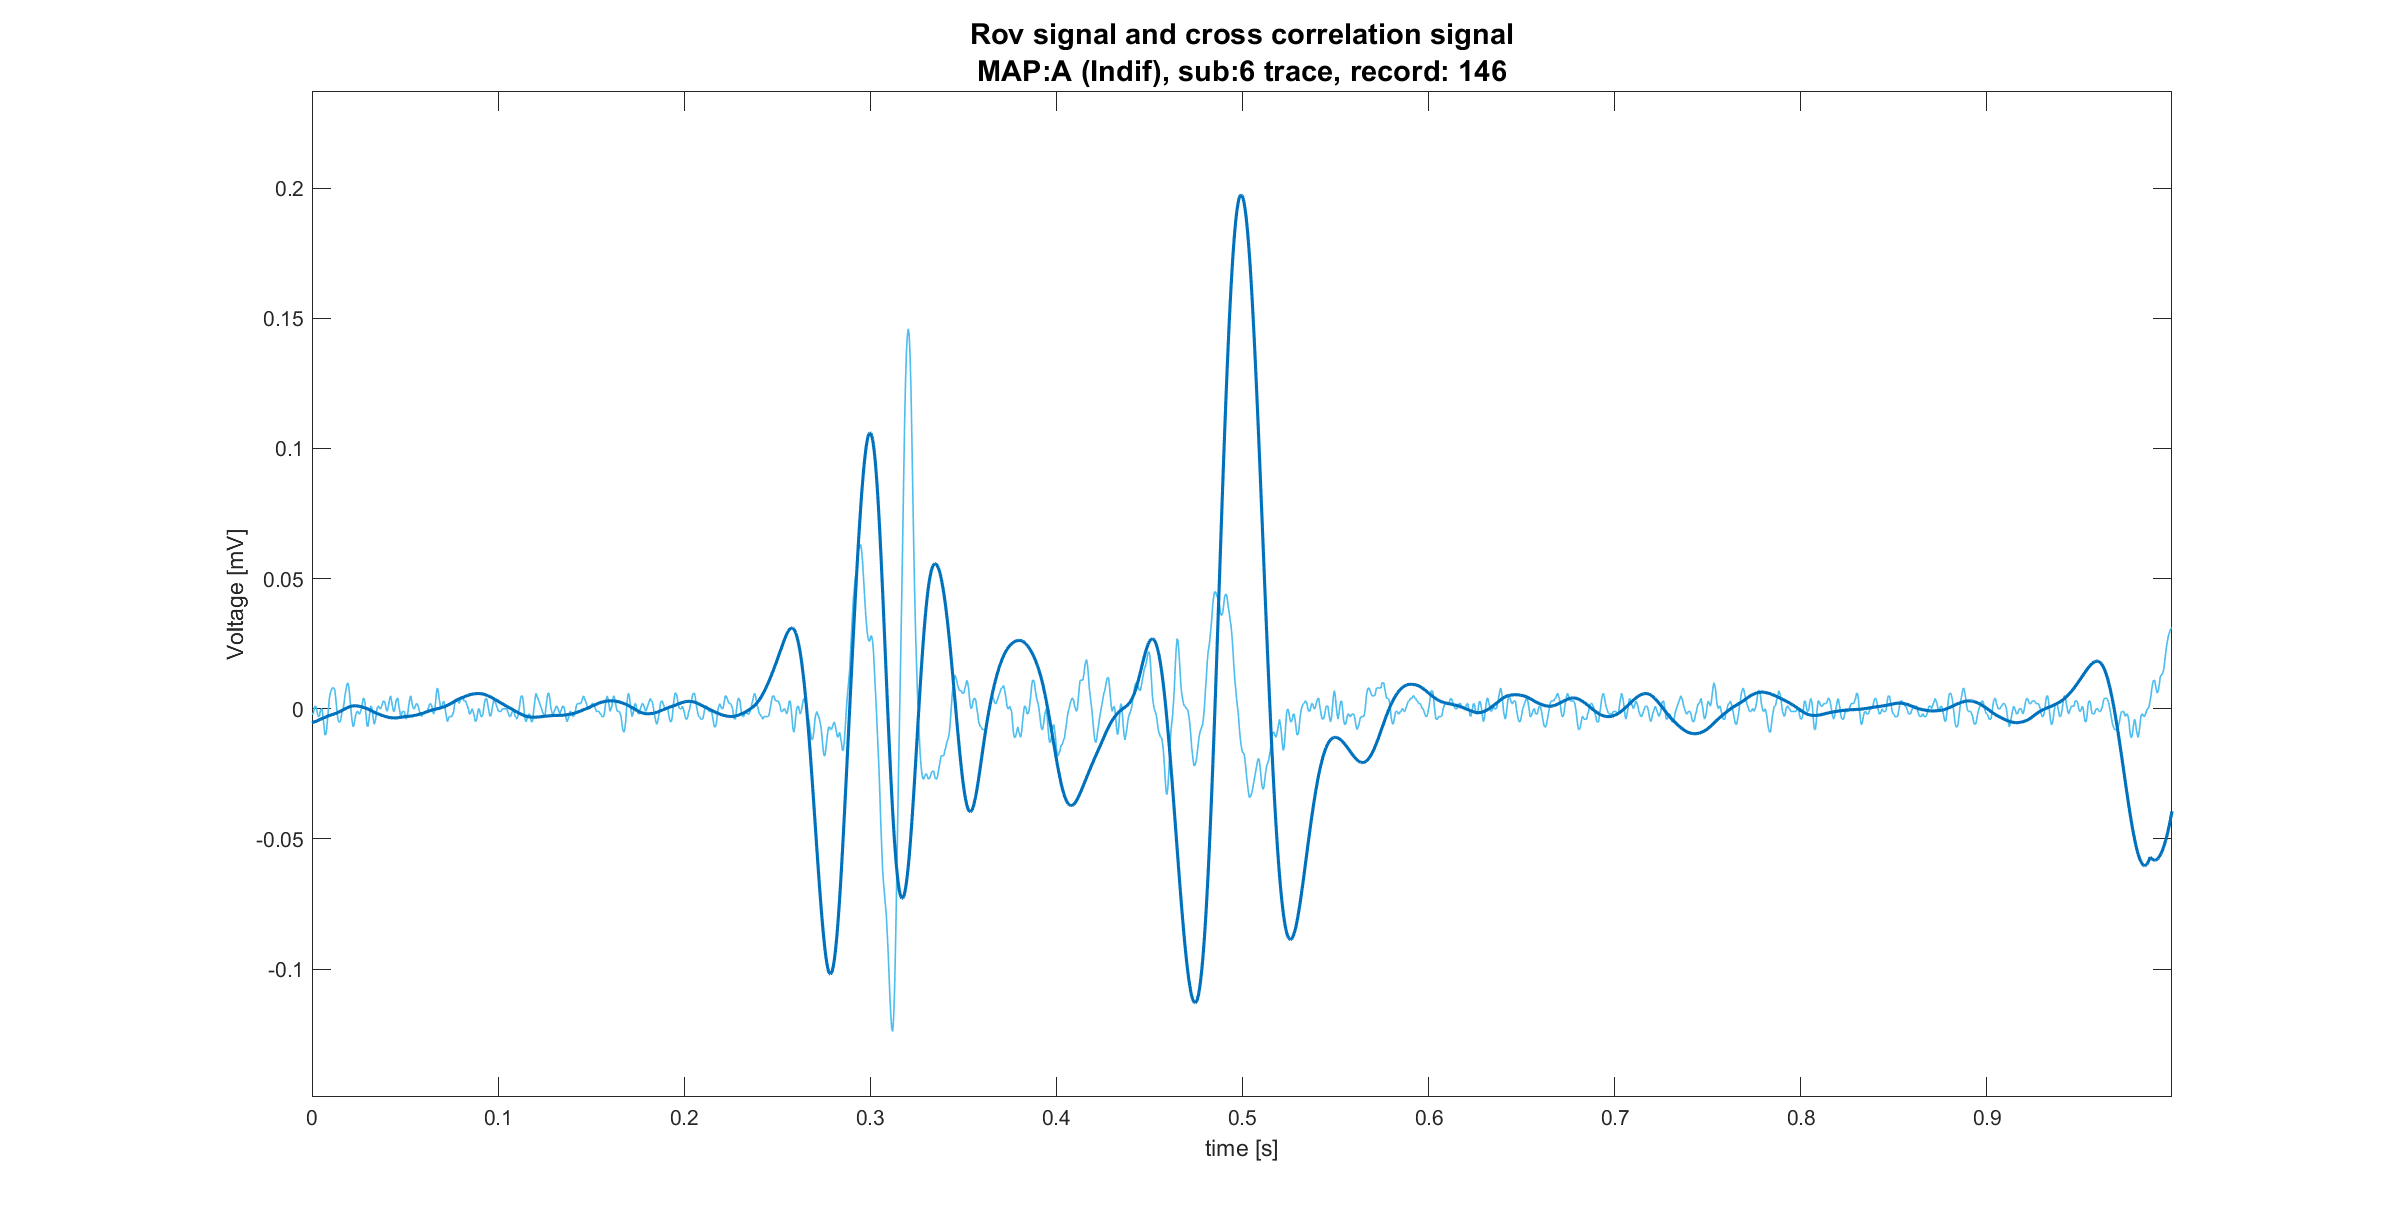 Rov signal and cross correlation signal
MAP:A (Indif), sub:6 trace, record: 146
0.2
0.15
0.1
0.05
0
-0.05
-0.1
Voltage [mV]
0 0.1 0.2 0.3 0.4 0.5 0.6 0.7 0.8 0.9
time [s]